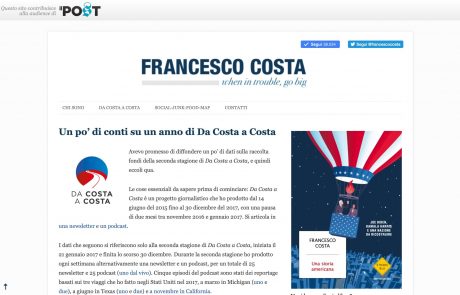 Questo sito contribuisce
alla audience di
IL POST
Segui
Segui @francescocosta
FRANCESCO COSTA
when in trouble, go big
CHI SONO
DA COSTA A COSTA
SOCIAL-JUNK-FOOD-MAP
CONTATTI
Un po' di conti su un anno di Da Costa a Costa
DA COSTA
A COSTA
Avevo promesso di diffondere un po' di dati sulla raccolta
fondi della seconda stagione di Da Costa a Costa, e quindi
eccoli qua.
Le cose essenziali da sapere prima di cominciare: Da Costa a
Costa è un progetto giornalistico che ho prodotto dal 14
giugno del 2015 fino al 30 dicembre del 2017, con una pausa
di due mesi tra novembre 2016 e gennaio 2017. Si articola in
una newsletter e un podcast.
I dati che seguono si riferiscono solo alla seconda stagione di Da Costa a Costa, iniziata il
21 gennaio 2017 e finita lo scorso 30 dicembre. Durante la seconda stagione ho prodotto
ogni settimana alternativamente una newsletter e un podcast, per un totale di 25
newsletter e 25 podcast (uno dal vivo). Cinque episodi del podcast sono stati dei reportage
basati su tre viaggi che ho fatto negli Stati Uniti nel 2017, a marzo in Michigan (uno e
due), a giugno in Texas (uno e due) e a novembre in California.
JOE BIDEN,
KAMALA HARRIS
E UNA NAZIONE
DA RICOSTRUIRE
FRANCESCO
COSTA
Una storia
americana